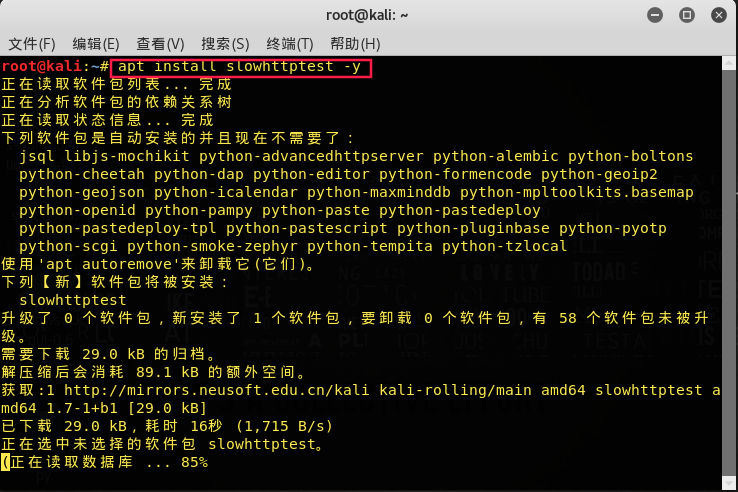 root@kali: ~
文件(F) 编辑(E) 查看(V) 搜索(S) 终端(T) 帮助(H)
root@kali:~# apt install slowhttptest -y
正在读取软件包列表... 完成
正在分析软件包的依赖关系树
正在读取状态信息... 完成
下列软件包是自动安装的并且现在不需要了：
jsql libjs-mochikit python-advancedhttpserver python-alembic python-boltons
python-cheetah python-dap python-editor python-formencode python-geoip2
python-geojson python-icalendar python-maxminddb python-mpltoolkits.basemap
python-openid python-pampy python-paste python-pastedeploy
python-pastedeploy-tpl python-pastescript python-pluginbase python-pyotp
python-scgi python-smoke-zephyr python-tempita python-tzlocal
使用'apt autoremove'来卸载它(它们)。
下列【新】软件包将被安装：
slowhttptest
升级了 0 个软件包，新安装了 1 个软件包，要卸载 0 个软件包，有 58 个软件包未被升
级。
需要下载 29.0 kB 的归档。
解压缩后会消耗 89.1 kB 的额外空间。
获取:1 http://mirrors.neusoft.edu.cn/kali kali-rolling/main amd64 slowhttptest a
md64 1.7-1+b1 [29.0 kB]
已下载 29.0 kB，耗时 16秒 (1,715 B/s)
正在选中未选择的软件包 slowhttptest。
(正在读取数据库 ... 85%